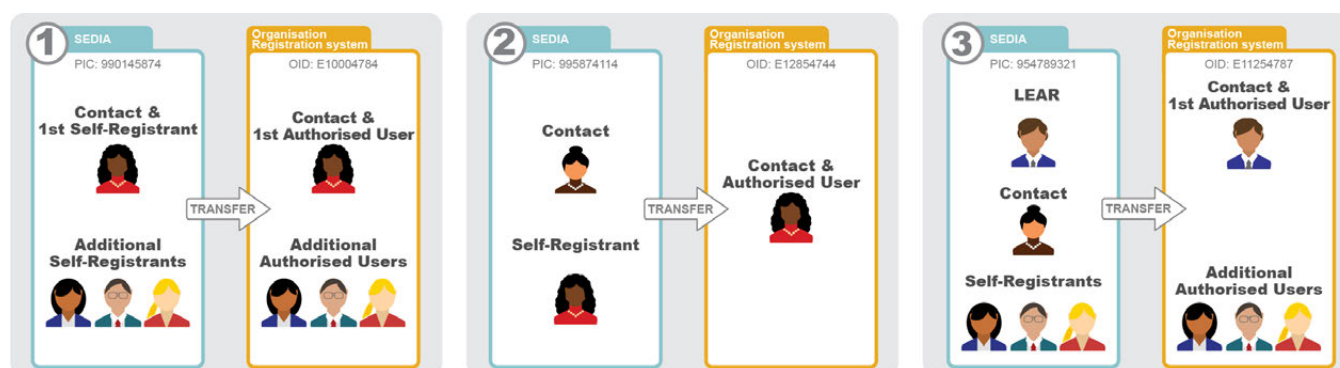 1
SEDIA
PIC: 990145874
Contact &
1st Self-Registrant
Additional
Self-Registrants
TRANSFER
Organisation
Registration system
OID: E10004784
Contact &
1st Authorised User
Additional
Authorised Users
2
SEDIA
PIC: 995874114
Contact
Self-Registrant
TRANSFER
Organisation
Registration system
OID: E12854744
Contact &
Authorised User
3
SEDIA
PIC: 954789321
LEAR
Contact
Self-Registrants
TRANSFER
Organisation
Registration system
OID: E11254787
Contact &
1st Authorised User
Additional
Authorised Users